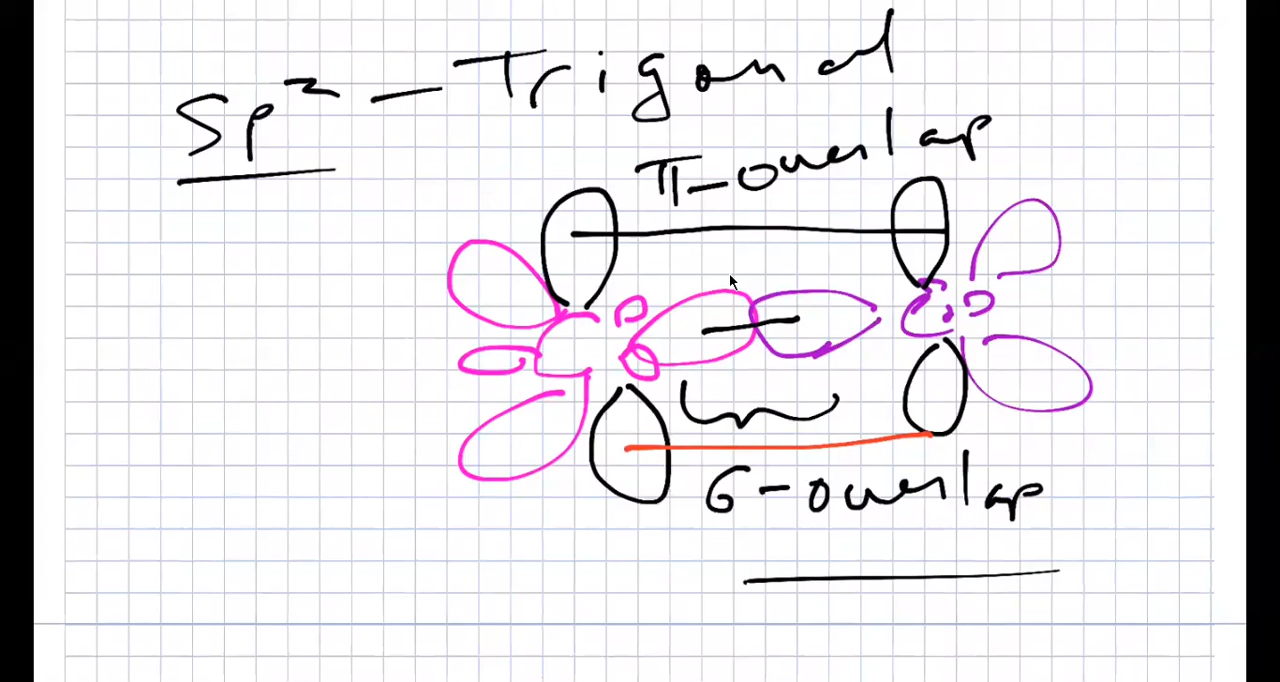 Sp² - Trigonal
π-overlap
C
C
б-overlap